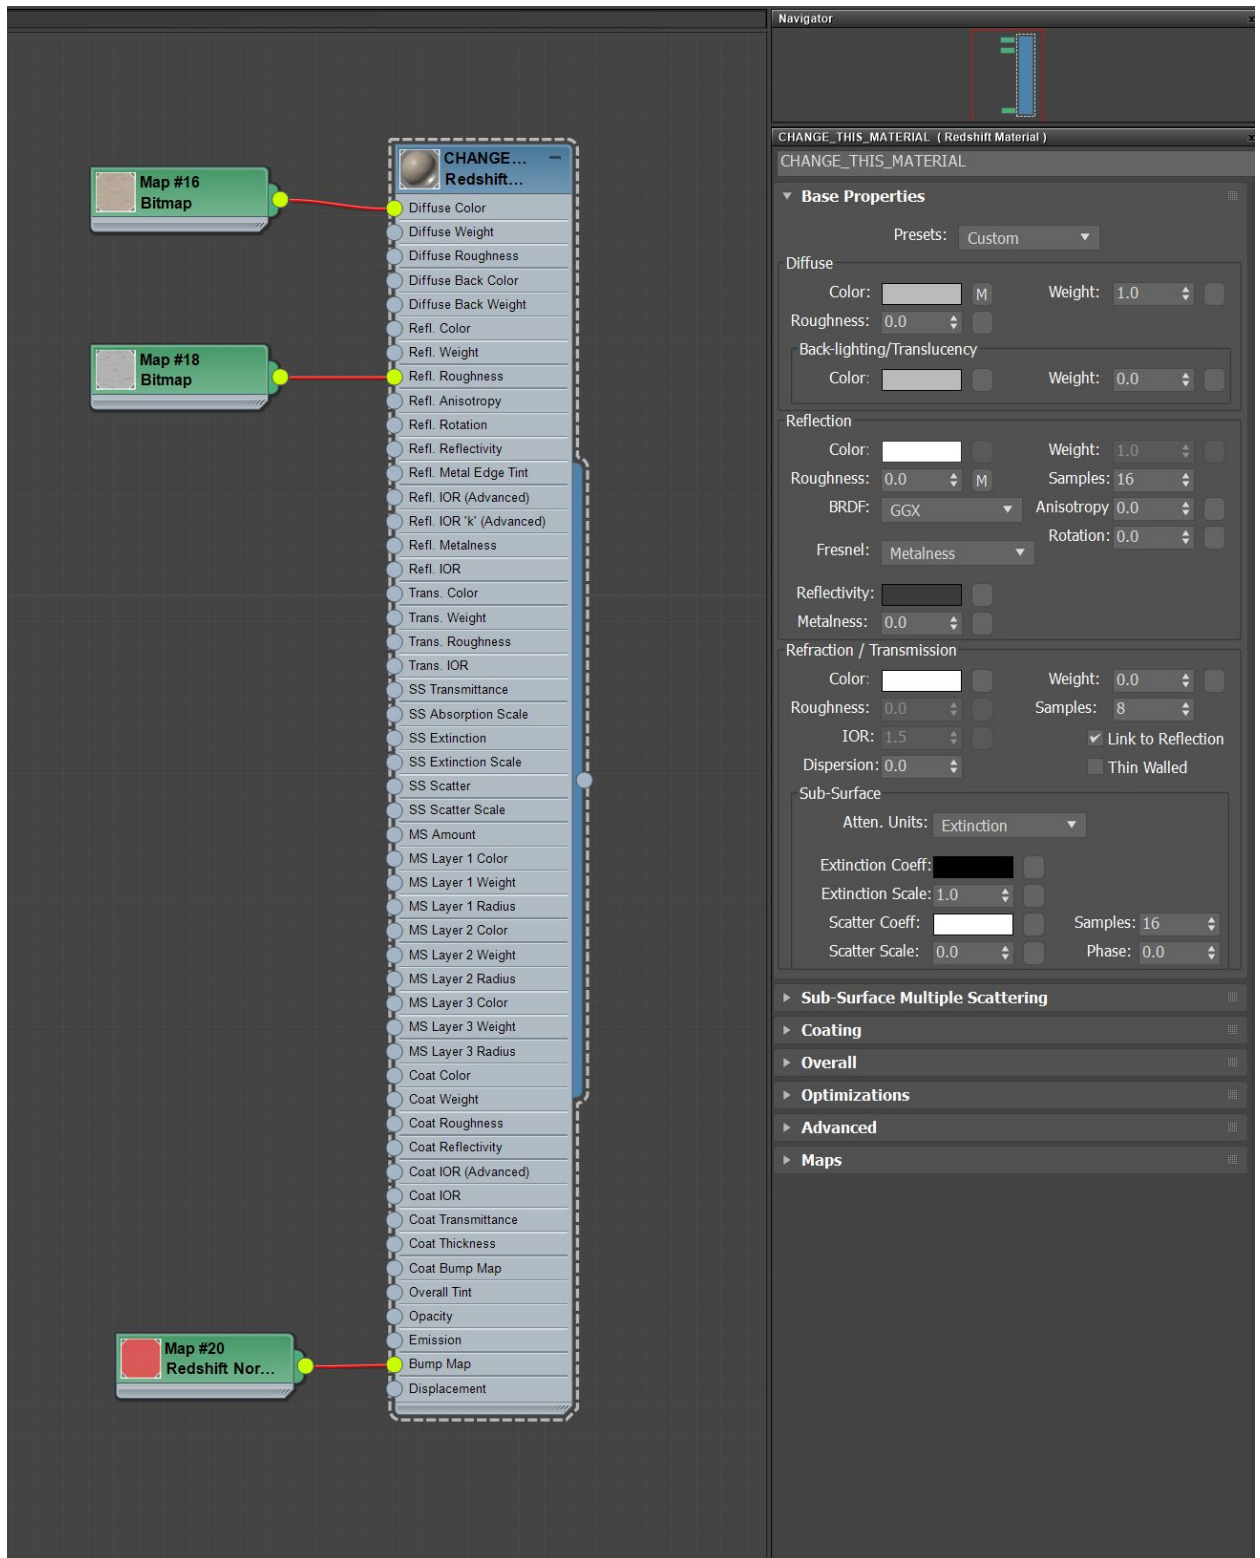 Navigator
x
CHANGE_THIS_MATERIAL ( Redshift Material )
x
CHANGE_THIS_MATERIAL
Map #16
Bitmap
Map #18
Bitmap
Map #20
Redshift Nor...
CHANGE...
Redshift...
Diffuse Color
Diffuse Weight
Diffuse Roughness
Diffuse Back Color
Diffuse Back Weight
Refl. Color
Refl. Weight
Refl. Roughness
Refl. Anisotropy
Refl. Rotation
Refl. Reflectivity
Refl. Metal Edge Tint
Refl. IOR (Advanced)
Refl. IOR 'k' (Advanced)
Refl. Metalness
Refl. IOR
Trans. Color
Trans. Weight
Trans. Roughness
Trans. IOR
SS Transmittance
SS Absorption Scale
SS Extinction
SS Extinction Scale
SS Scatter
SS Scatter Scale
MS Amount
MS Layer 1 Color
MS Layer 1 Weight
MS Layer 1 Radius
MS Layer 2 Color
MS Layer 2 Weight
MS Layer 2 Radius
MS Layer 3 Color
MS Layer 3 Weight
MS Layer 3 Radius
Coat Color
Coat Weight
Coat Roughness
Coat Reflectivity
Coat IOR (Advanced)
Coat IOR
Coat Transmittance
Coat Thickness
Coat Bump Map
Overall Tint
Opacity
Emission
Bump Map
Displacement
Base Properties
Presets: Custom
Diffuse
Color: M Weight: 1.0
Roughness: 0.0
Back-lighting/Translucency
Color: Weight: 0.0
Reflection
Color: Weight: 1.0
Roughness: 0.0 M Samples: 16
BRDF: GGX Anisotropy 0.0
Rotation: 0.0
Fresnel: Metalness
Reflectivity:
Metalness: 0.0
Refraction / Transmission
Color: Weight: 0.0
Roughness: 0.0 Samples: 8
IOR: 1.5 Link to Reflection
Dispersion: 0.0 Thin Walled
Sub-Surface
Atten. Units: Extinction
Extinction Coeff:
Extinction Scale: 1.0
Scatter Coeff: Samples: 16
Scatter Scale: 0.0 Phase: 0.0
Sub-Surface Multiple Scattering
Coating
Overall
Optimizations
Advanced
Maps